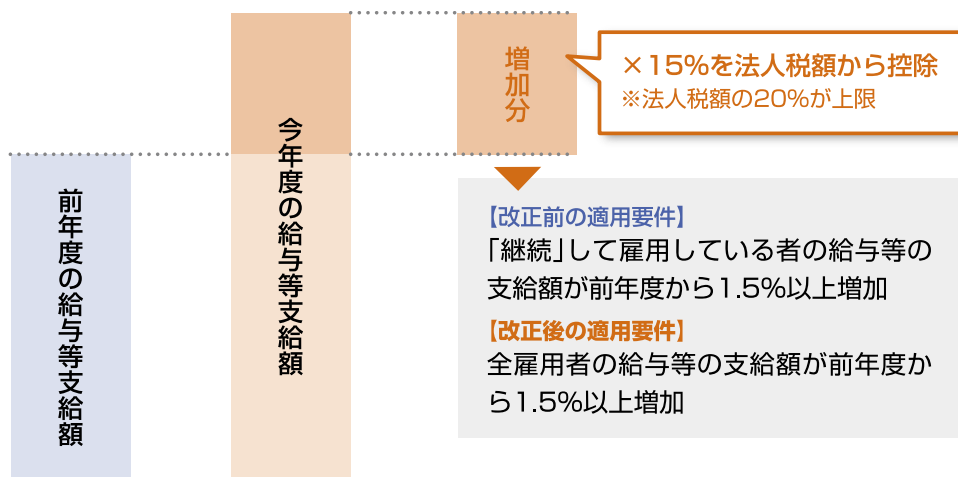 前年度の給与等支給額
今年度の給与等支給額
増加分
×15%を法人税額から控除
※法人税額の20%が上限
【改正前の適用要件】
「継続」して雇用している者の給与等の
支給額が前年度から1.5%以上増加
【改正後の適用要件】
全雇用者の給与等の支給額が前年度か
ら1.5%以上増加